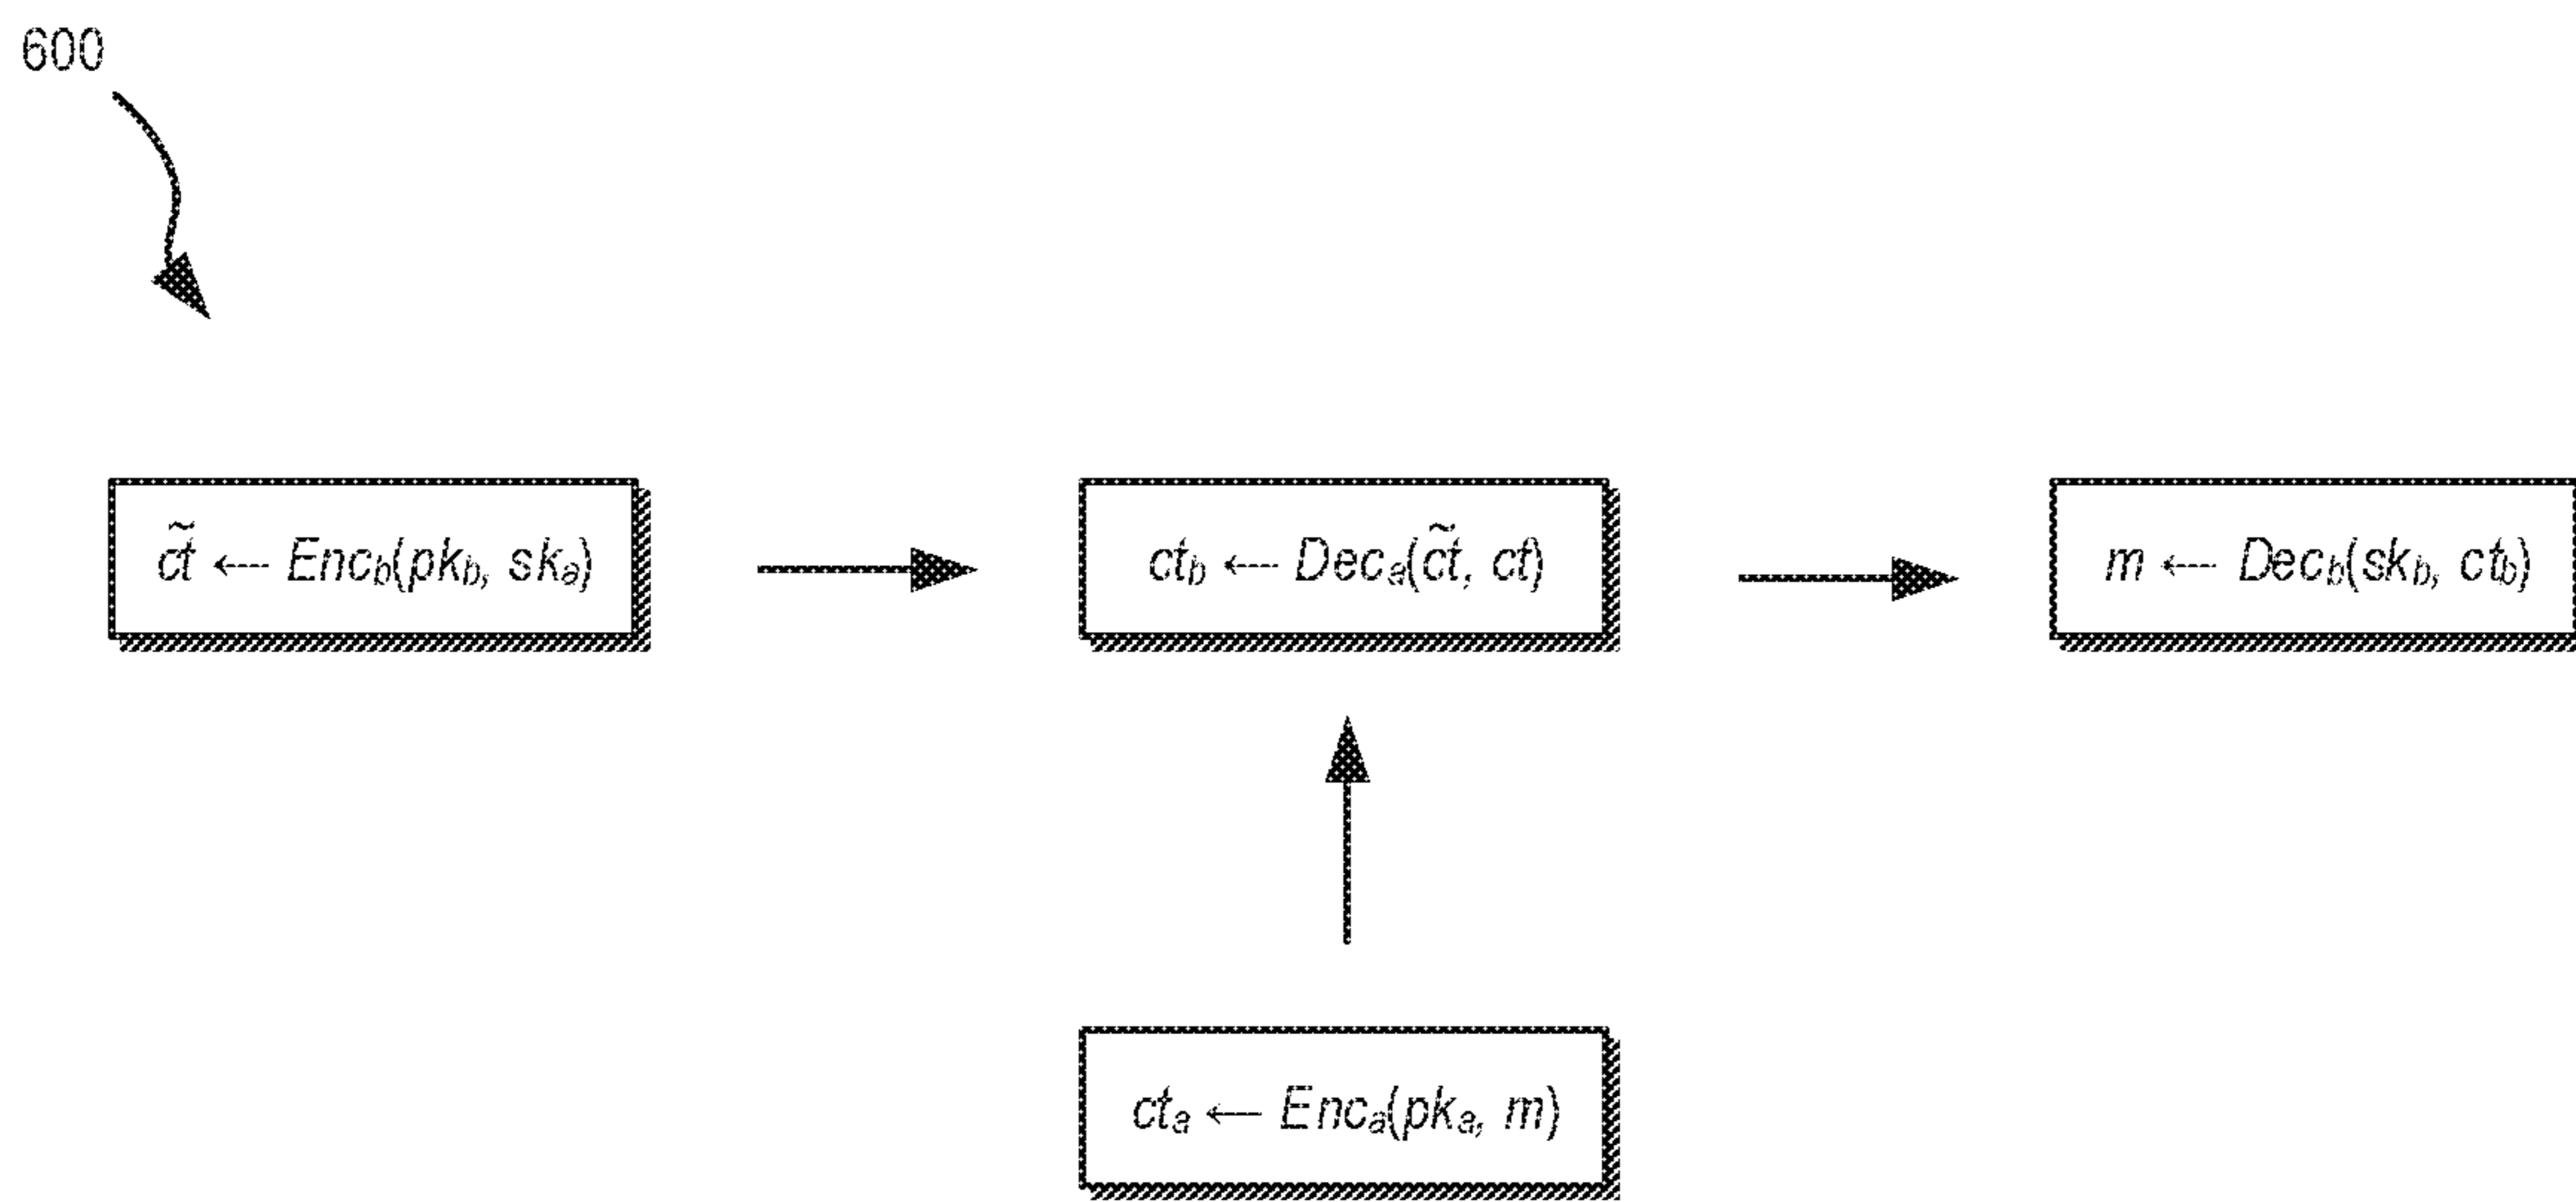 600
c̃t ← Enc_b(pk_b, sk_a)
ct_b ← Dec_a(c̃t, ct)
m ← Dec_b(sk_b, ct_b)
ct_a ← Enc_a(pk_a, m)